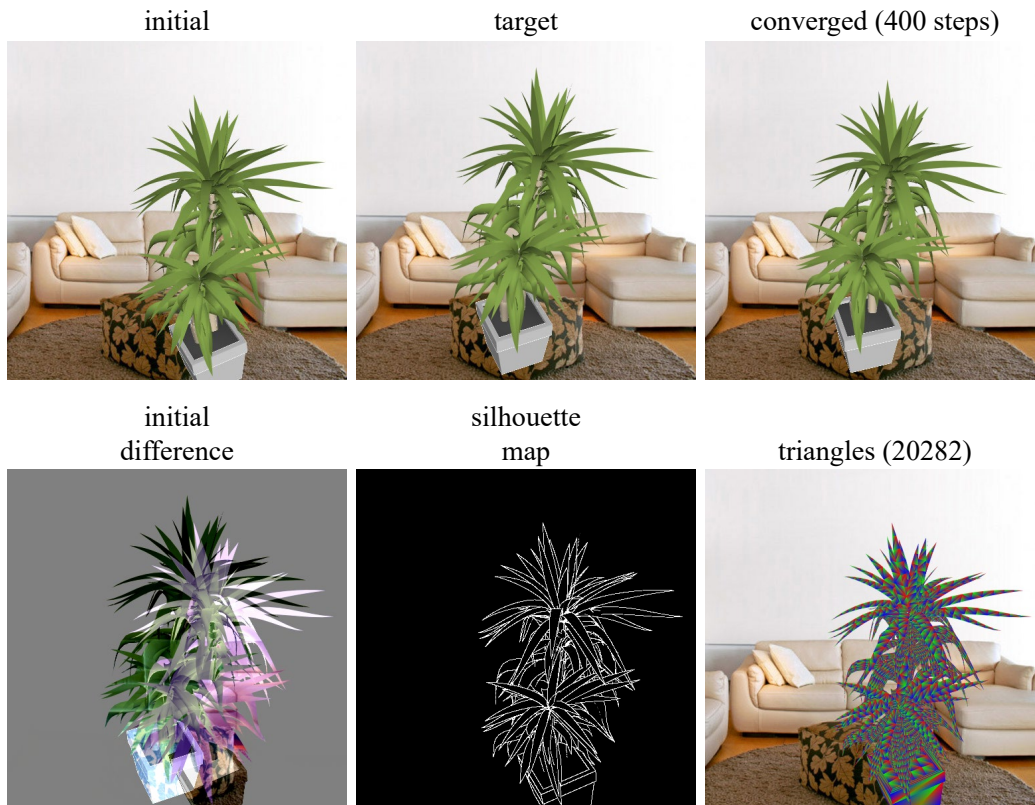 initial
target
converged (400 steps)
initial
difference
silhouette
map
triangles (20282)